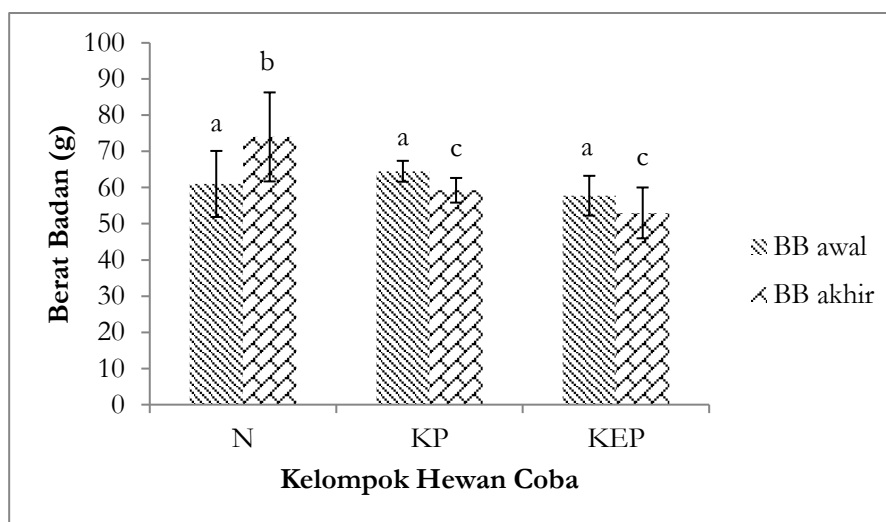 100
90
80
70
60
50
40
30
20
10
0
Berat Badan (g)
a
b
a
c
a
c
N
KP
KEP
Kelompok Hewan Coba
BB awal
BB akhir